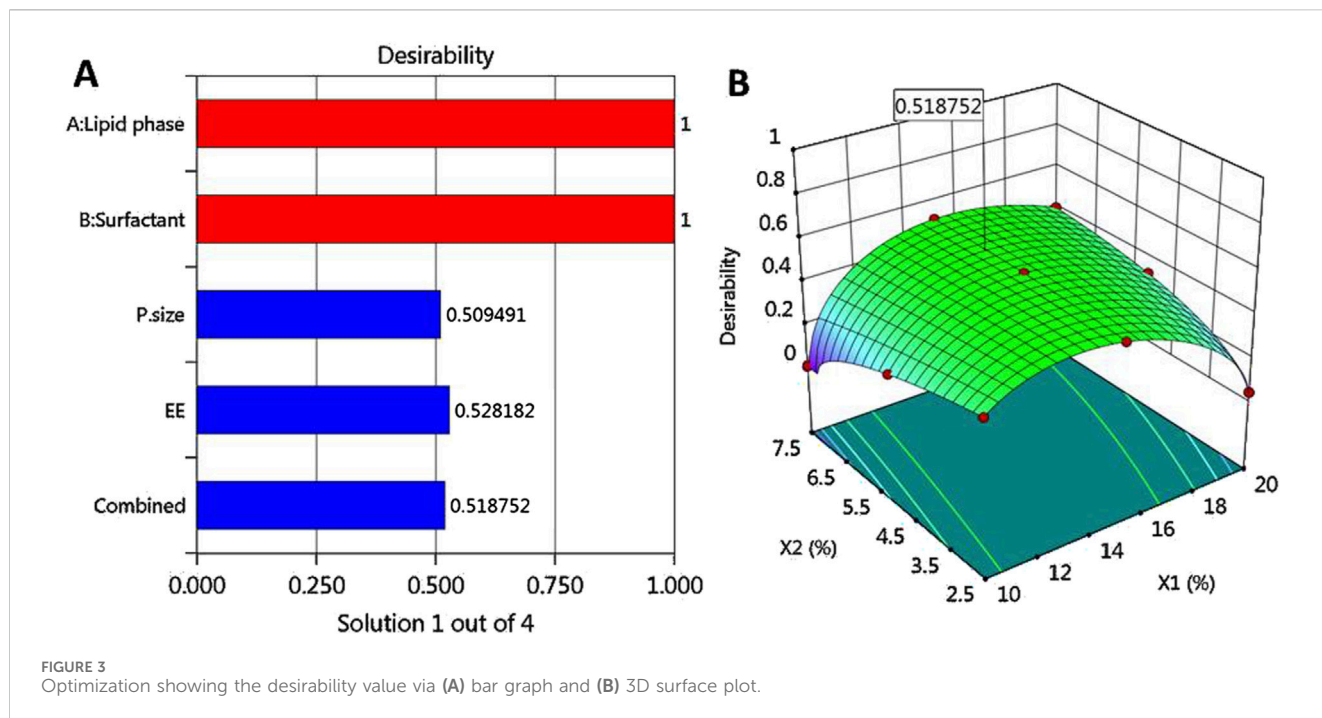 A
Desirability
A:Lipid phase
1
B:Surfactant
1
P.size
0.509491
EE
0.528182
Combined
0.518752
0.000 0.250 0.500 0.750 1.000
Solution 1 out of 4
B
0.518752
1
0.8
0.6
0.4
0.2
0
Desirability
7.5
6.5
5.5
4.5
3.5
2.5
X2 (%)
10
12
14
16
18
20
X1 (%)
FIGURE 3
Optimization showing the desirability value via (A) bar graph and (B) 3D surface plot.